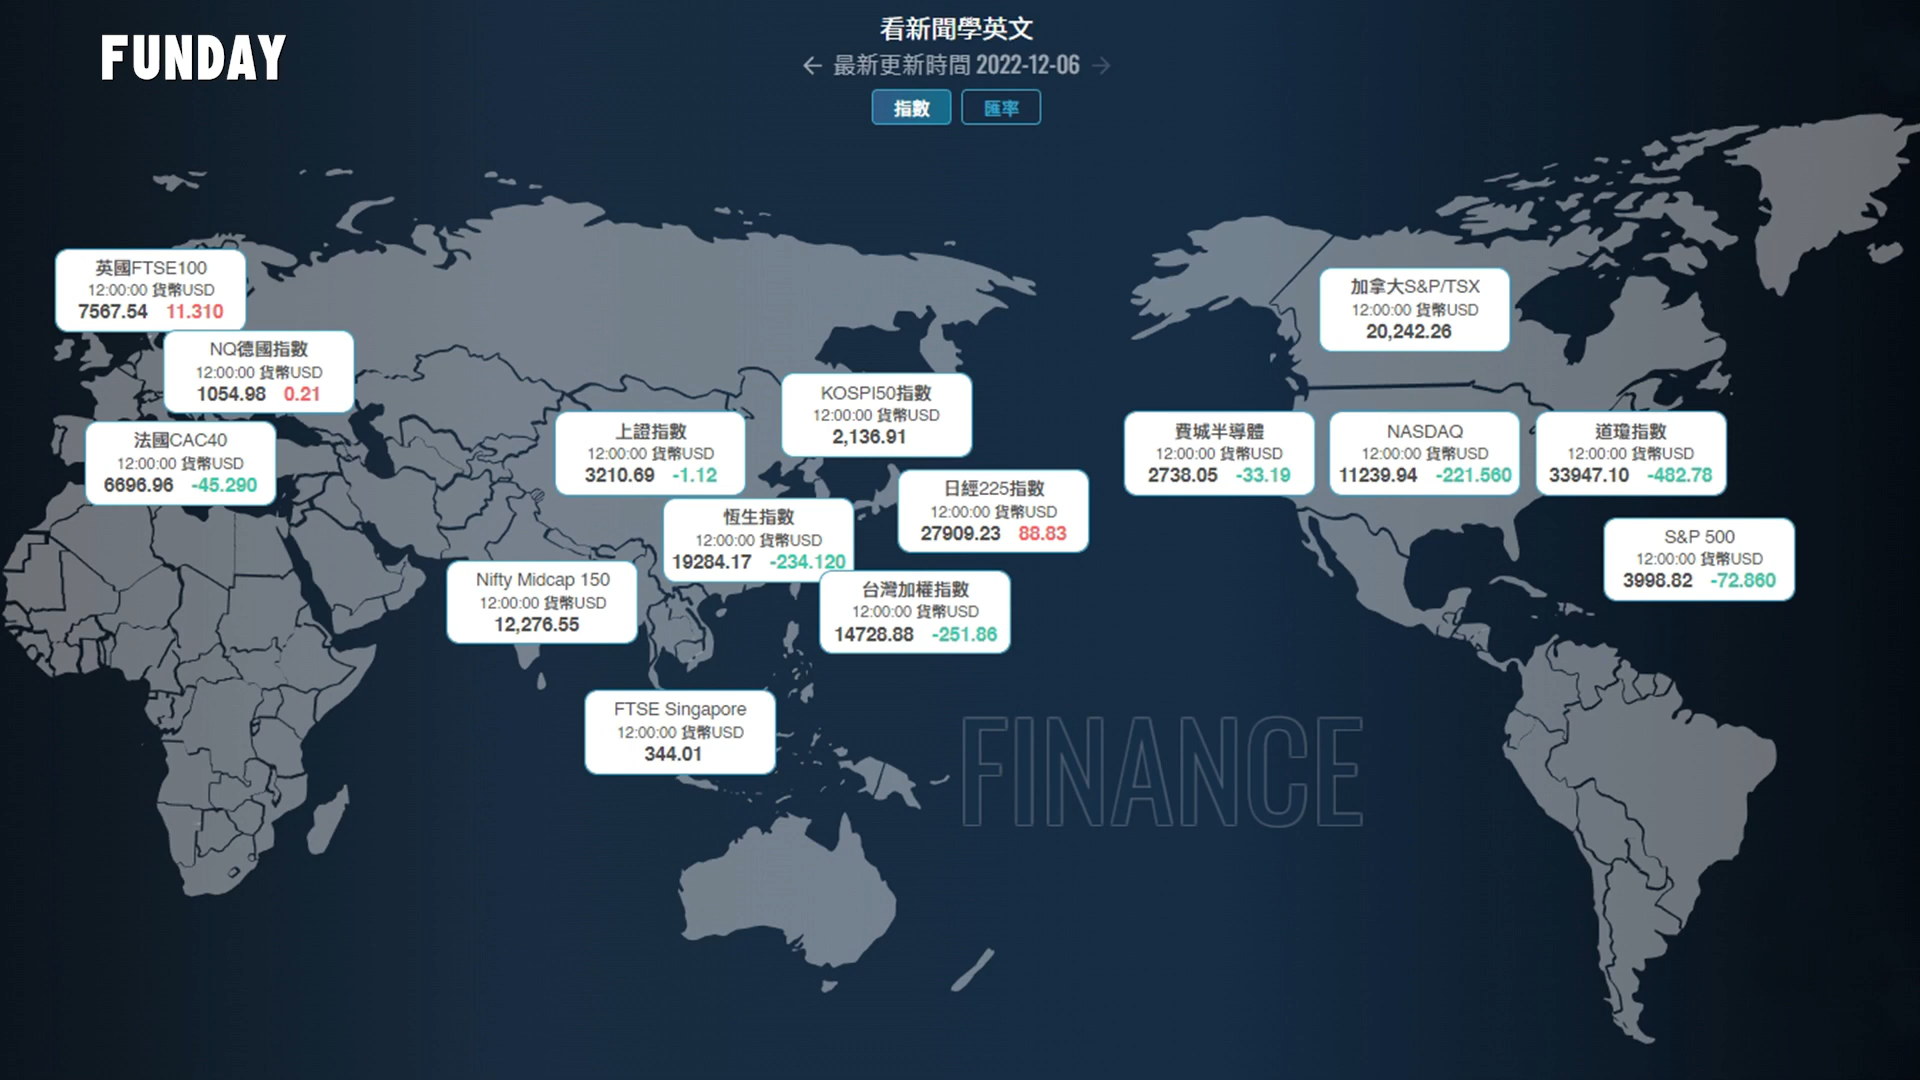 FUNDAY
看新聞學英文
← 最新更新時間 2022-12-06 →
指數 匯率
英國FTSE100
12:00:00 貨幣USD
7567.54 11.310
NQ德國指數
12:00:00 貨幣USD
1054.98 0.21
法國CAC40
12:00:00 貨幣USD
6696.96 -45.290
上證指數
12:00:00 貨幣USD
3210.69 -1.12
KOSPI50指數
12:00:00 貨幣USD
2,136.91
日經225指數
12:00:00 貨幣USD
27909.23 88.83
恆生指數
12:00:00 貨幣USD
19284.17 -234.120
Nifty Midcap 150
12:00:00 貨幣USD
12,276.55
台灣加權指數
12:00:00 貨幣USD
14728.88 -251.86
FTSE Singapore
12:00:00 貨幣USD
344.01
加拿大S&P/TSX
12:00:00 貨幣USD
20,242.26
費城半導體
12:00:00 貨幣USD
2738.05 -33.19
NASDAQ
12:00:00 貨幣USD
11239.94 -221.560
道瓊指數
12:00:00 貨幣USD
33947.10 -482.78
S&P 500
12:00:00 貨幣USD
3998.82 -72.860
FINANCE